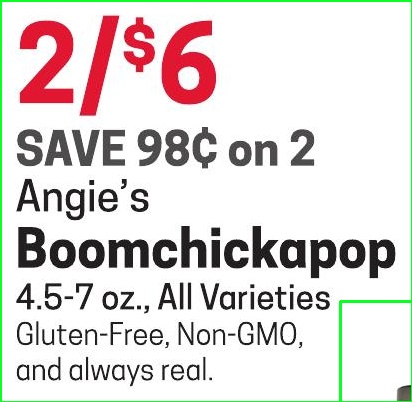 2/$6
SAVE 98¢ on 2
Angie's
Boomchickapop
4.5-7 oz., All Varieties
Gluten-Free, Non-GMO,
and always real.